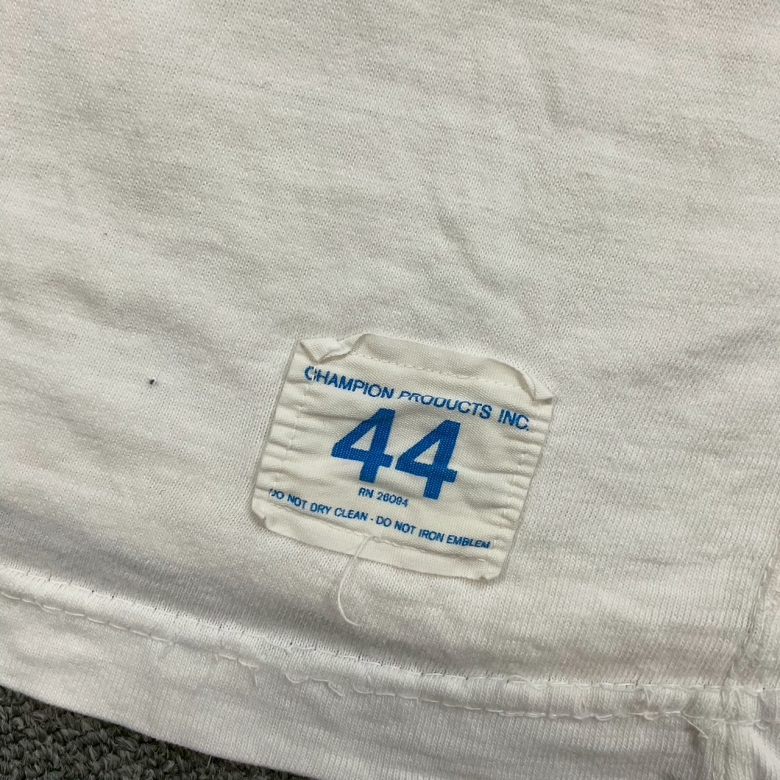 CHAMPION PRODUCTS INC.
44
RN 26094
DO NOT DRY CLEAN - DO NOT IRON EMBLEM